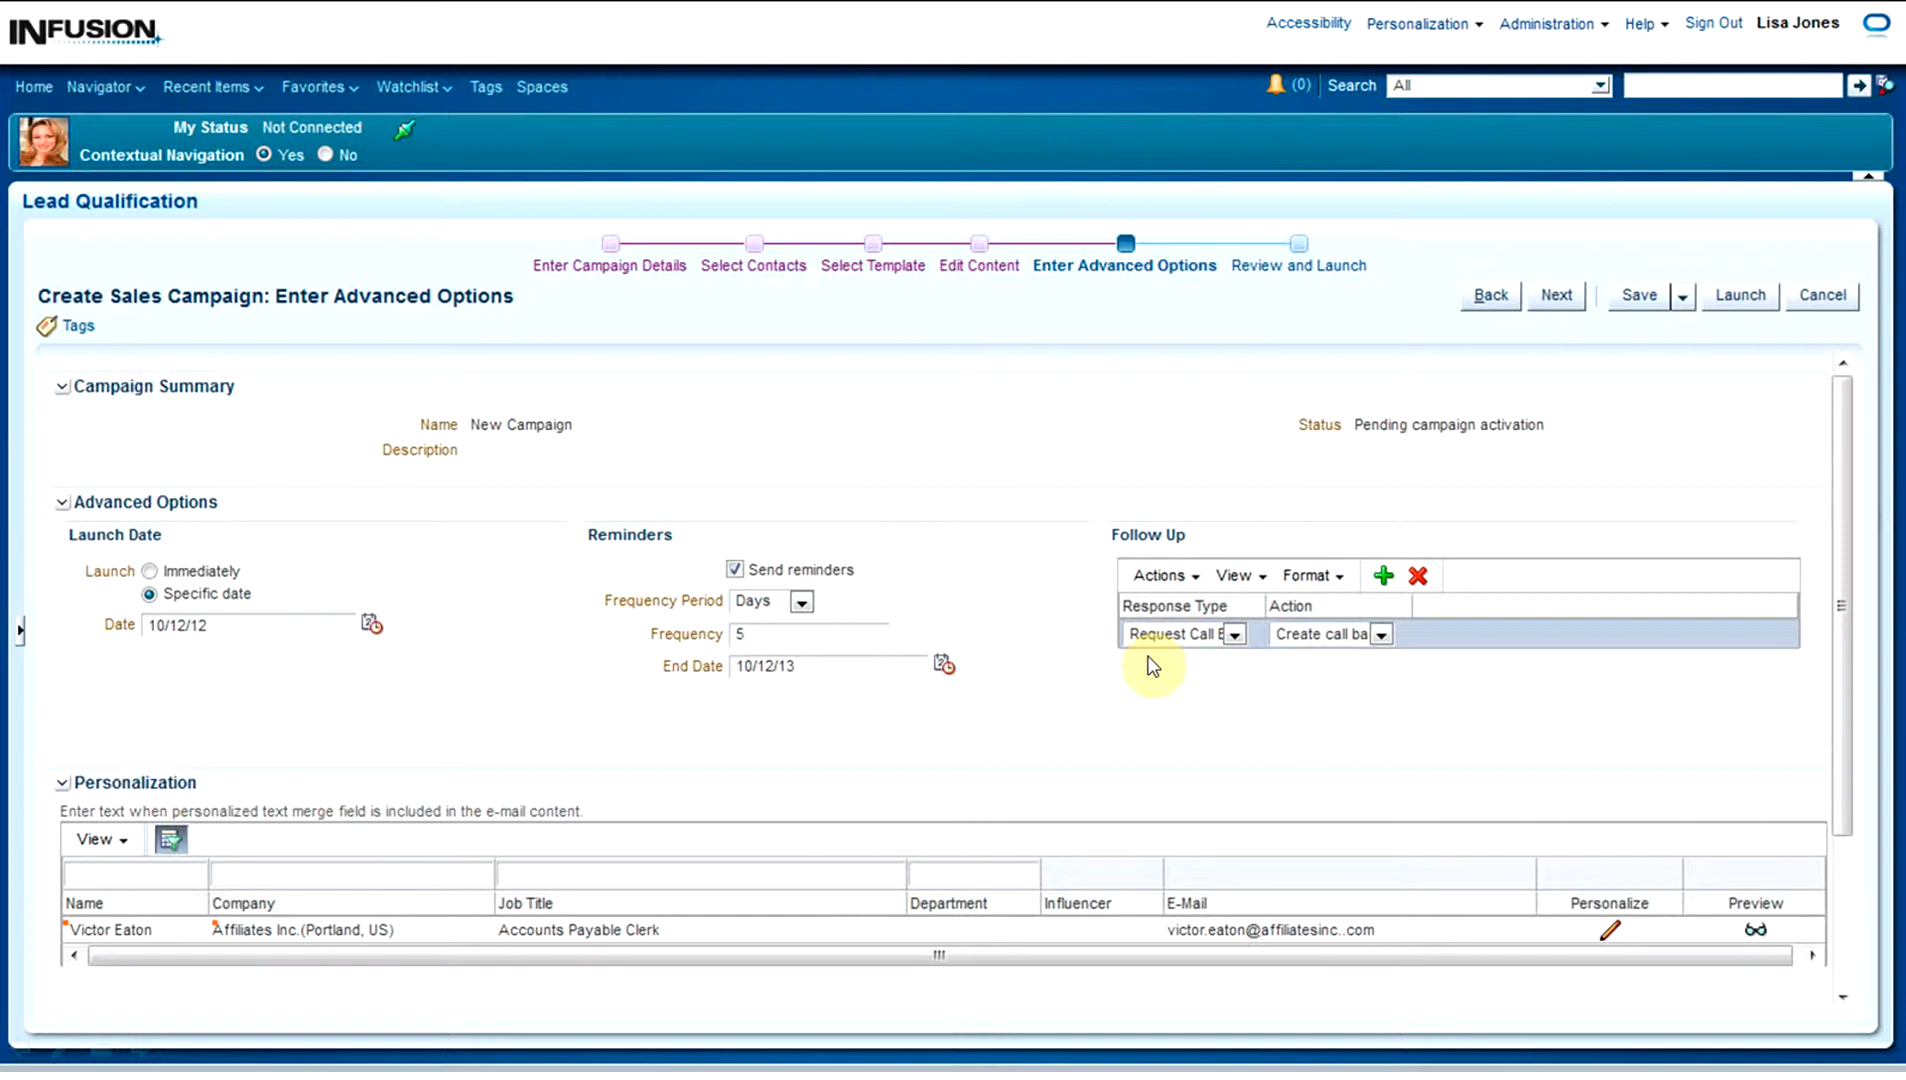 INFUSION
Accessibility Personalization Administration Help Sign Out Lisa Jones
Home Navigator Recent Items Favorites Watchlist Tags Spaces (0) Search All
My Status Not Connected
Contextual Navigation Yes No
Lead Qualification
Enter Campaign Details Select Contacts Select Template Edit Content Enter Advanced Options Review and Launch
Create Sales Campaign: Enter Advanced Options Back Next Save Launch Cancel
Tags
Campaign Summary
Name New Campaign Status Pending campaign activation
Description
Advanced Options
Launch Date Reminders Follow Up
Launch Immediately Send reminders Actions View Format
Specific date Frequency Period Days Response Type Action
Date 10/12/12 Frequency 5 Request Call Create call ba
End Date 10/12/13
Personalization
Enter text when personalized text merge field is included in the e-mail content.
View
Name Company Job Title Department Influencer E-Mail Personalize Preview
Victor Eaton Affiliates Inc.(Portland, US) Accounts Payable Clerk victor.eaton@affiliatesinc..com